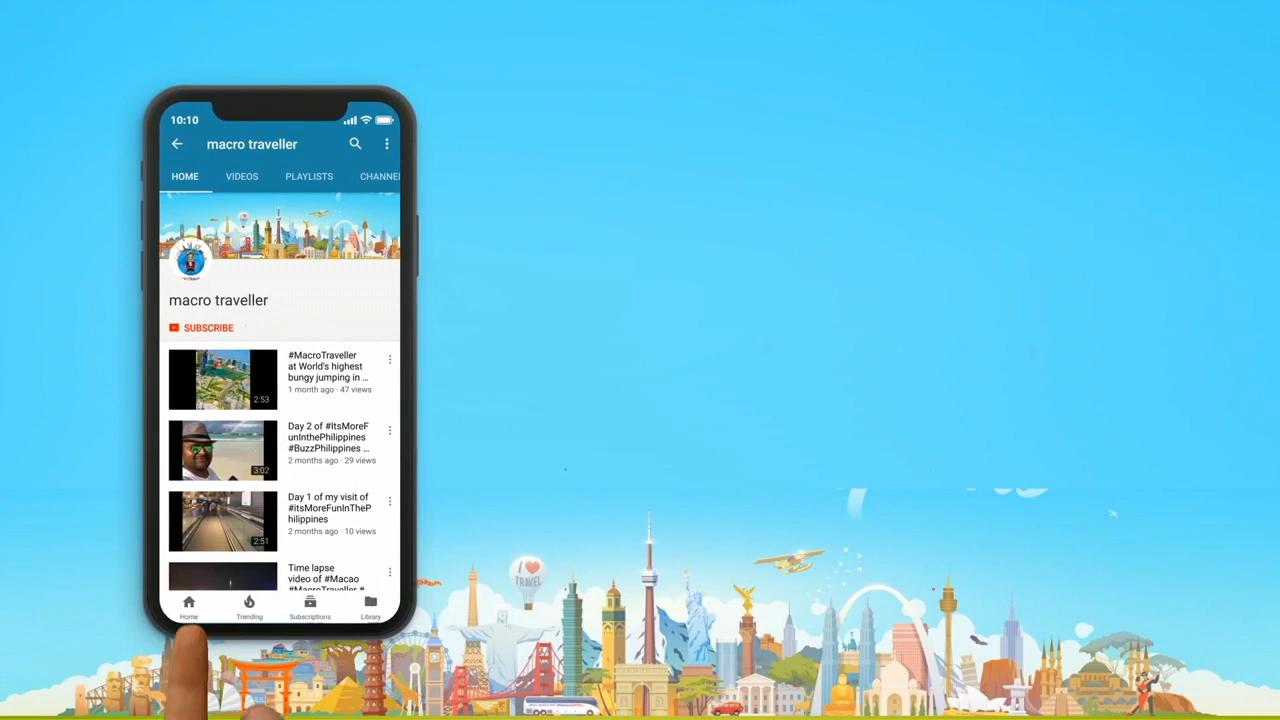 10:10
macro traveller
HOME VIDEOS PLAYLISTS CHANNEL
macro traveller
SUBSCRIBE
#MacroTraveller
at World's highest
bungy jumping in ...
1 month ago · 47 views
2:53
Day 2 of #ItsMoreF
unInthePhilippines
#BuzzPhilippines ...
2 months ago · 29 views
3:02
Day 1 of my visit of
#itsMoreFunInTheP
hilippines
2 months ago · 10 views
2:51
Time lapse
video of #Macao
#MacroTraveller #
Home Trending Subscriptions Library
I
TRAVEL